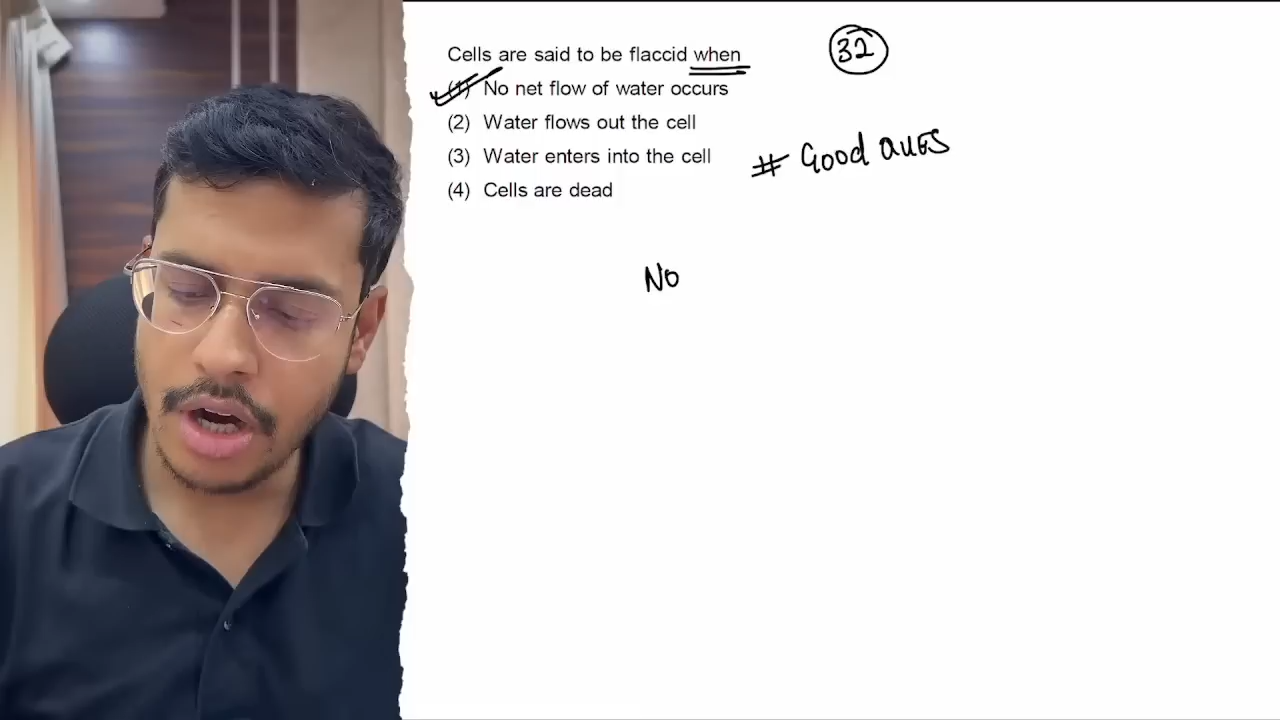 Cells are said to be flaccid when
32
(1) No net flow of water occurs
(2) Water flows out the cell
(3) Water enters into the cell
# Good QUES
(4) Cells are dead
No